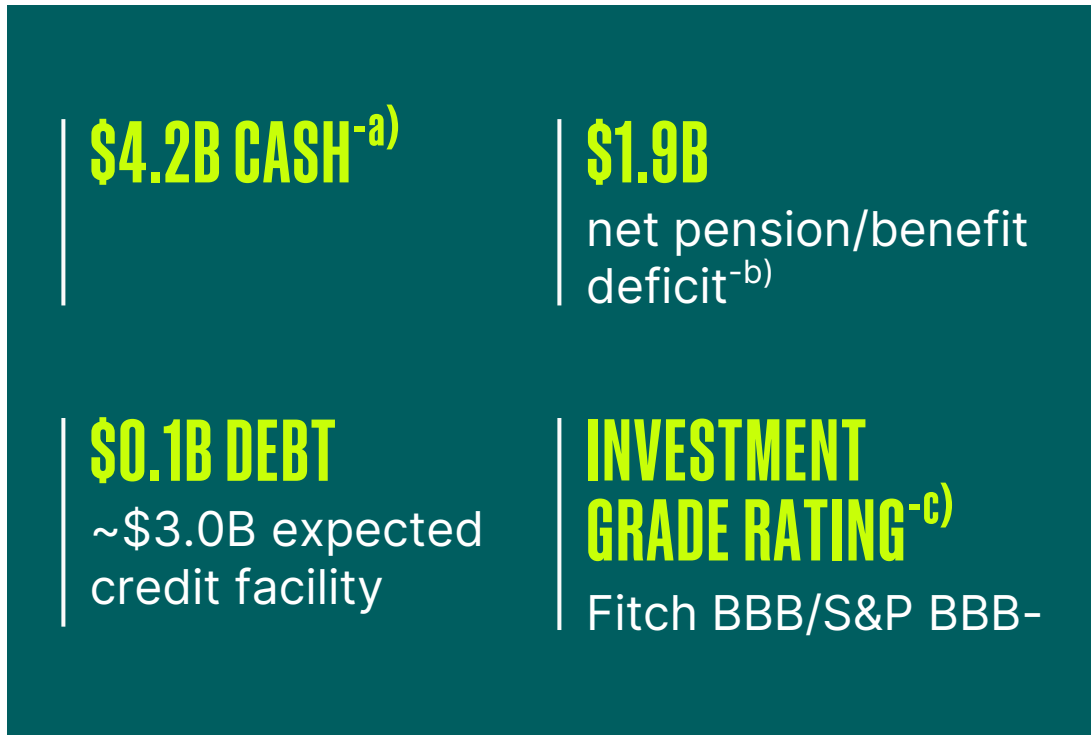 $4.2B CASH-a)
$1.9B
net pension/benefit
deficit-b)
$0.1B DEBT
~$3.0B expected
credit facility
INVESTMENT
GRADE RATING-c)
Fitch BBB/S&P BBB-